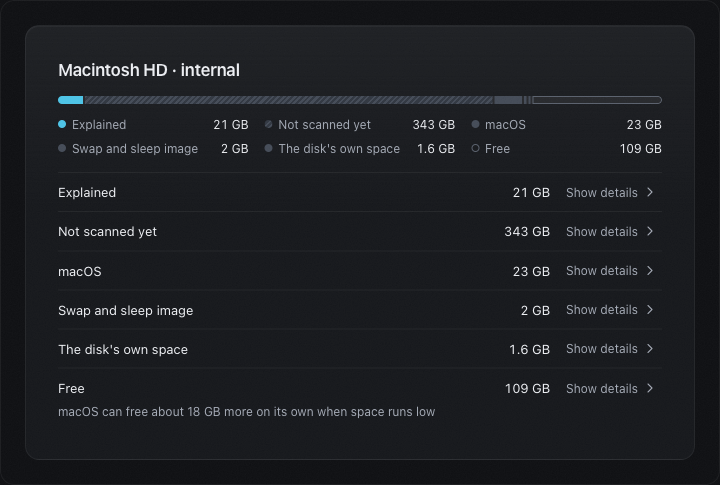 Macintosh HD · internal
Explained 21 GB Not scanned yet 343 GB macOS 23 GB
Swap and sleep image 2 GB The disk's own space 1.6 GB Free 109 GB
Explained 21 GB Show details
Not scanned yet 343 GB Show details
macOS 23 GB Show details
Swap and sleep image 2 GB Show details
The disk's own space 1.6 GB Show details
Free 109 GB Show details
macOS can free about 18 GB more on its own when space runs low